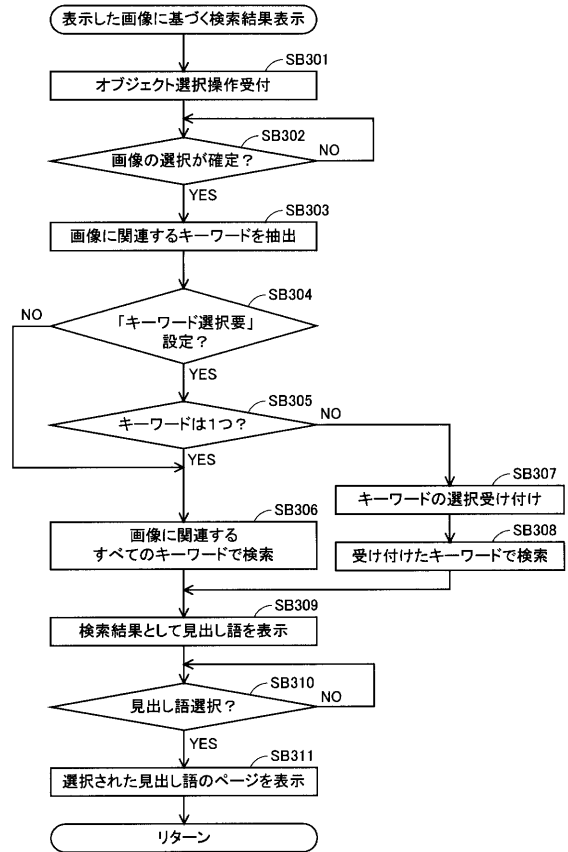 表示した画像に基づく検索結果表示
SB301
オブジェクト選択操作受付
SB302
画像の選択が確定？
NO
YES
SB303
画像に関連するキーワードを抽出
SB304
NO
「キーワード選択要」
設定？
YES
SB305
キーワードは1つ？
NO
YES
SB307
キーワードの選択受け付け
SB306
画像に関連する
すべてのキーワードで検索
SB308
受け付けたキーワードで検索
SB309
検索結果として見出し語を表示
SB310
見出し語選択？
NO
YES
SB311
選択された見出し語のページを表示
リターン